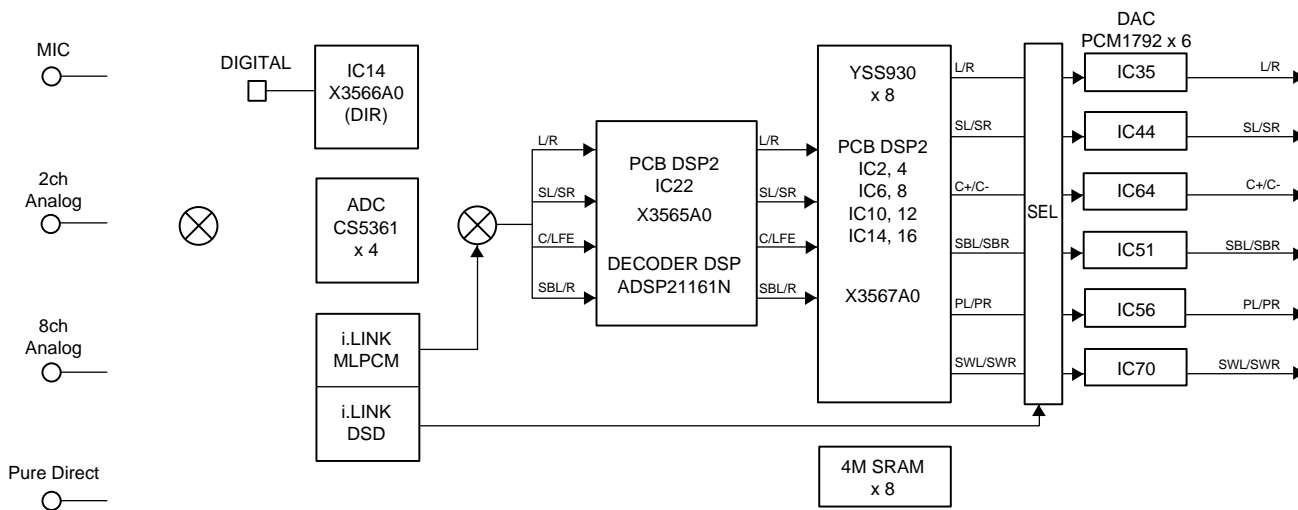 MIC
2ch
Analog
8ch
Analog
Pure Direct
DIGITAL
IC14
X3566A0
(DIR)
ADC
CS5361
x 4
i.LINK
MLPCM
i.LINK
DSD
L/R
SL/SR
C/LFE
SBL/R
PCB DSP2
IC22
X3565A0
DECODER DSP
ADSP21161N
L/R
SL/SR
C/LFE
SBL/R
YSS930
x 8
PCB DSP2
IC2, 4
IC6, 8
IC10, 12
IC14, 16
X3567A0
4M SRAM
x 8
L/R
SL/SR
C+/C-
SBL/SBR
PL/PR
SWL/SWR
SEL
DAC
PCM1792 x 6
IC35
IC44
IC64
IC51
IC56
IC70
L/R
SL/SR
C+/C-
SBL/SBR
PL/PR
SWL/SWR